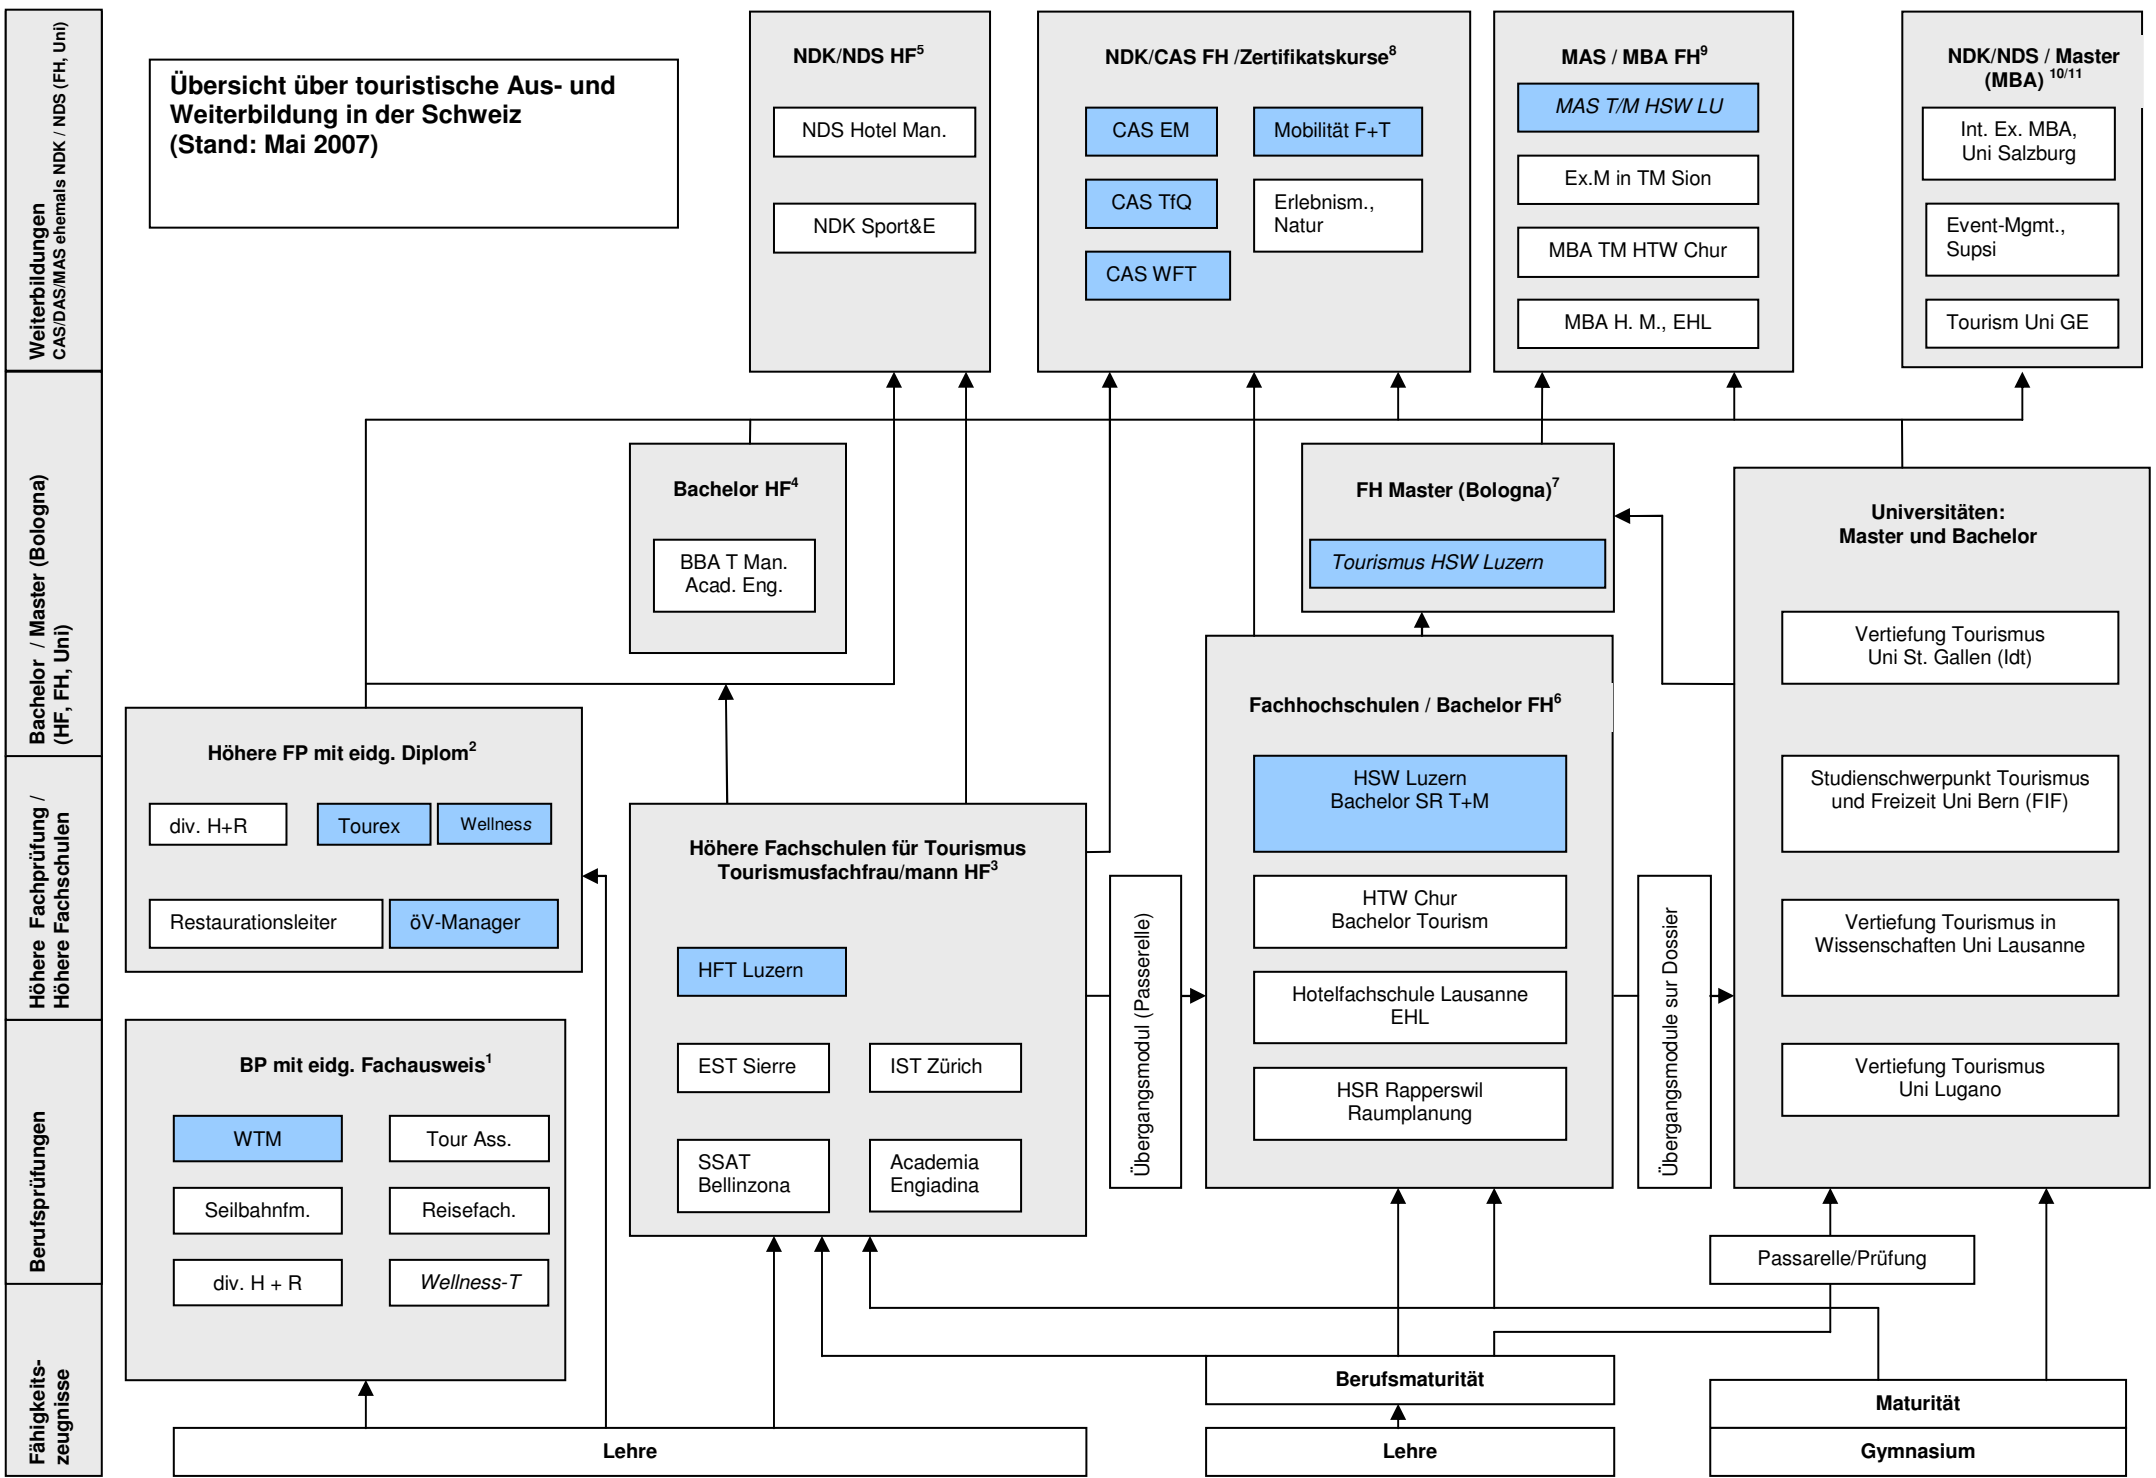 Übersicht über touristische Aus- und
Weiterbildung in der Schweiz
(Stand: Mai 2007)
Weiterbildungen
CAS/DAS/MAS ehemals NDK / NDS (FH, Uni)
NDK/NDS HF5
NDS Hotel Man.
NDK Sport&E
NDK/CAS FH /Zertifikatskurse8
CAS EM
Mobilität F+T
CAS TfQ
Erlebnism.,
Natur
CAS WFT
MAS / MBA FH9
MAS T/M HSW LU
Ex.M in TM Sion
MBA TM HTW Chur
MBA H. M., EHL
NDK/NDS / Master
(MBA) 10/11
Int. Ex. MBA,
Uni Salzburg
Event-Mgmt.,
Supsi
Tourism Uni GE
Bachelor / Master (Bologna)
(HF, FH, Uni)
Bachelor HF4
BBA T Man.
Acad. Eng.
FH Master (Bologna)7
Tourismus HSW Luzern
Universitäten:
Master und Bachelor
Vertiefung Tourismus
Uni St. Gallen (Idt)
Studienschwerpunkt Tourismus
und Freizeit Uni Bern (FIF)
Vertiefung Tourismus in
Wissenschaften Uni Lausanne
Vertiefung Tourismus
Uni Lugano
Höhere Fachprüfung /
Höhere Fachschulen
Höhere FP mit eidg. Diplom2
div. H+R
Tourex
Wellness
Restaurationsleiter
öV-Manager
Höhere Fachschulen für Tourismus
Tourismusfachfrau/mann HF3
HFT Luzern
EST Sierre
IST Zürich
SSAT
Bellinzona
Academia
Engiadina
Übergangsmodul (Passerelle)
Fachhochschulen / Bachelor FH6
HSW Luzern
Bachelor SR T+M
HTW Chur
Bachelor Tourism
Hotelfachschule Lausanne
EHL
HSR Rapperswil
Raumplanung
Übergangsmodule sur Dossier
Berufsprüfungen
BP mit eidg. Fachausweis1
WTM
Tour Ass.
Seilbahnfm.
Reisefach.
div. H + R
Wellness-T
Passarelle/Prüfung
Fähigkeits-
zeugnisse
Berufsmaturität
Maturität
Lehre
Lehre
Gymnasium